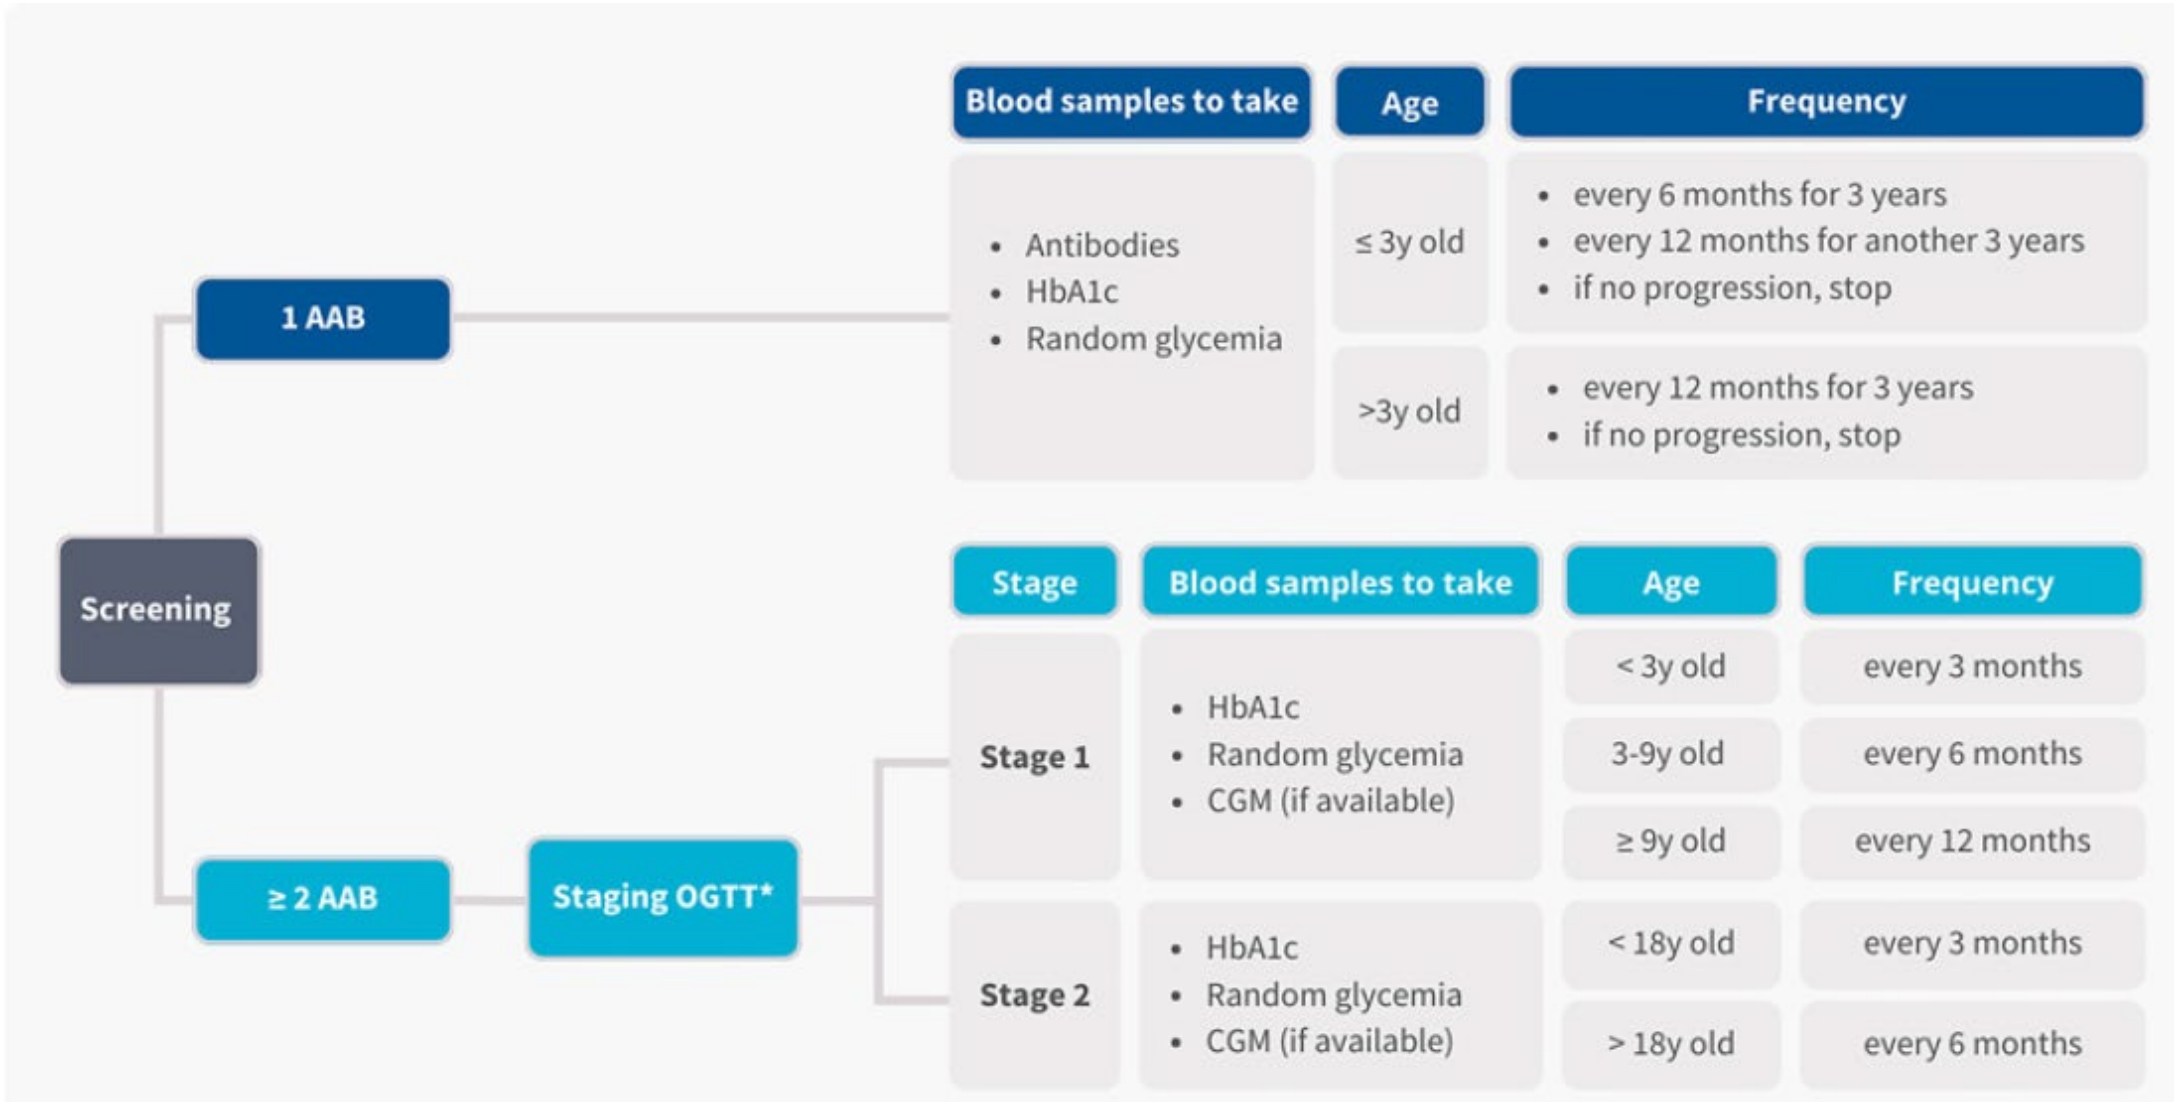 Blood samples to take
Age
Frequency
• Antibodies
• HbA1c
• Random glycemia
≤ 3y old
• every 6 months for 3 years
• every 12 months for another 3 years
• if no progression, stop
>3y old
• every 12 months for 3 years
• if no progression, stop
1 AAB
Screening
≥ 2 AAB
Staging OGTT*
Stage
Blood samples to take
Age
Frequency
Stage 1
• HbA1c
• Random glycemia
• CGM (if available)
< 3y old
every 3 months
3-9y old
every 6 months
≥ 9y old
every 12 months
Stage 2
• HbA1c
• Random glycemia
• CGM (if available)
< 18y old
every 3 months
> 18y old
every 6 months